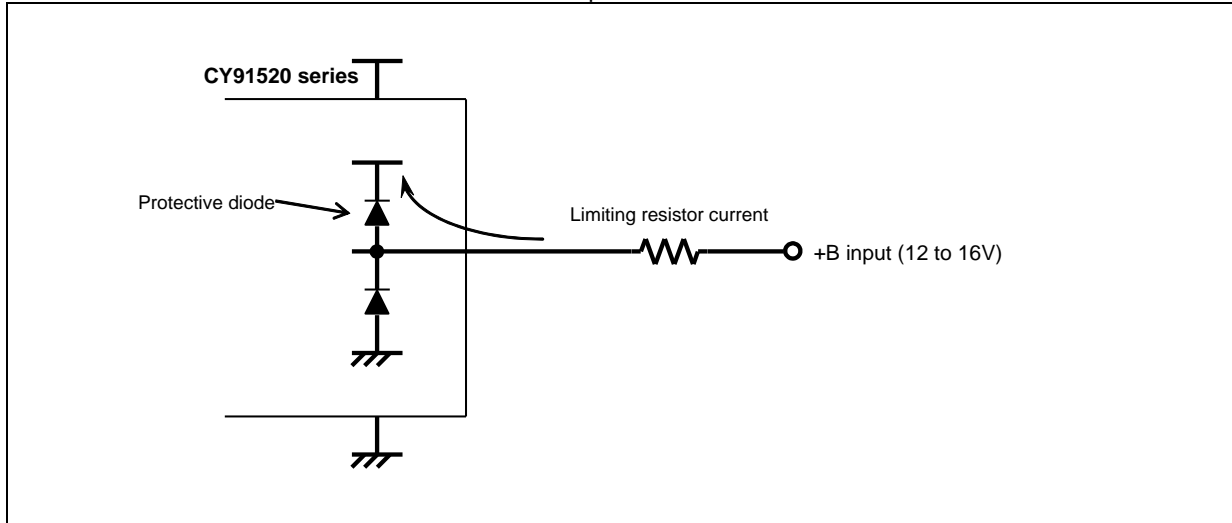 CY91520 series
Protective diode
Limiting resistor current
+B input (12 to 16V)